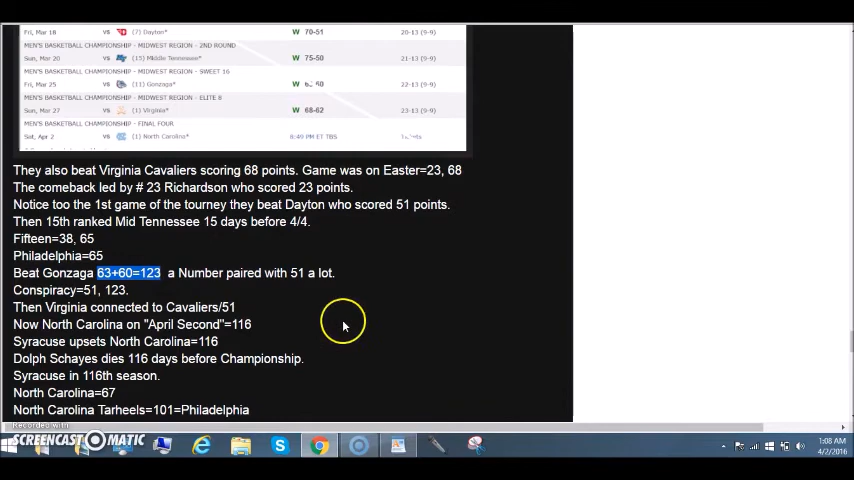 Fri, Mar 18 vs (7) Dayton* W 70-51 20-13 (9-9)
MEN'S BASKETBALL CHAMPIONSHIP - MIDWEST REGION - 2ND ROUND
Sun, Mar 20 vs (15) Middle Tennessee* W 75-50 21-13 (9-9)
MEN'S BASKETBALL CHAMPIONSHIP - MIDWEST REGION - SWEET 16
Fri, Mar 25 vs (11) Gonzaga* W 22-13 (9-9)
MEN'S BASKETBALL CHAMPIONSHIP - MIDWEST REGION - ELITE 8
Sun, Mar 27 vs (1) Virginia* W 68-62 23-13 (9-9)
MEN'S BASKETBALL CHAMPIONSHIP - FINAL FOUR
Sat, Apr 2 vs (1) North Carolina* 6:49 PM ET TBS
They also beat Virginia Cavaliers scoring 68 points. Game was on Easter=23, 68
The comeback led by # 23 Richardson who scored 23 points.
Notice too the 1st game of the tourney they beat Dayton who scored 51 points.
Then 15th ranked Mid Tennessee 15 days before 4/4.
Fifteen=38, 65
Philadelphia=65
Beat Gonzaga 63+60=123 a Number paired with 51 a lot.
Conspiracy=51, 123.
Then Virginia connected to Cavaliers/51
Now North Carolina on "April Second"=116
Syracuse upsets North Carolina=116
Dolph Schayes dies 116 days before Championship.
Syracuse in 116th season.
North Carolina=67
North Carolina Tarheels=101=Philadelphia
Recorded with
SCREENCAST MATIC
1:08 AM
4/2/2016